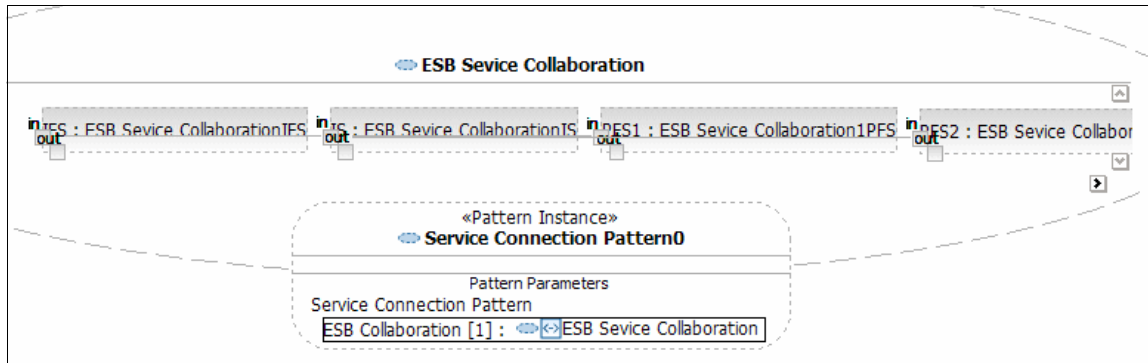 ESB Sevice Collaboration
in IFS : ESB Sevice CollaborationIFS in IS : ESB Sevice CollaborationIS in PFS1 : ESB Sevice Collaboration1PFS in PFS2 : ESB Sevice Collabor
out out out out
«Pattern Instance»
Service Connection Pattern0
Pattern Parameters
Service Connection Pattern
ESB Collaboration [1] : ESB Sevice Collaboration